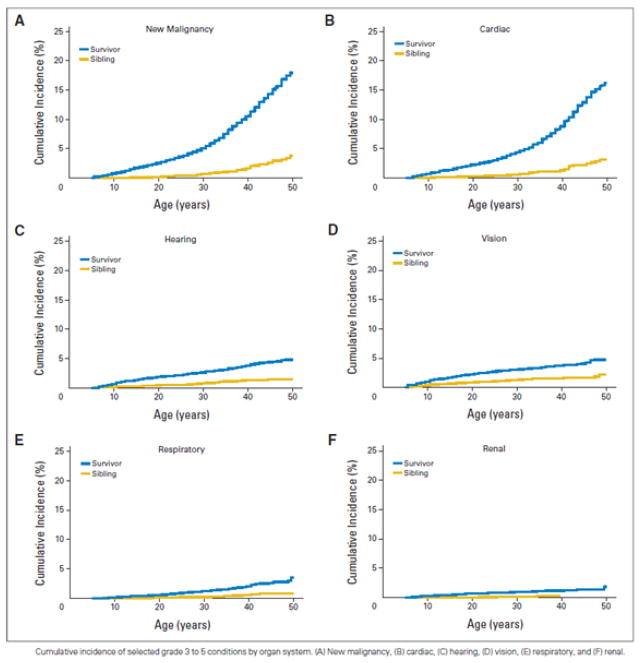 A
New Malignancy
25
20
15
10
5
0
10
20
30
40
50
Cumulative Incidence (%)
Age (years)
Survivor
Sibling
B
Cardiac
25
20
15
10
5
0
10
20
30
40
50
Cumulative Incidence (%)
Age (years)
Survivor
Sibling
C
Hearing
25
20
15
10
5
0
10
20
30
40
50
Cumulative Incidence (%)
Age (years)
Survivor
Sibling
D
Vision
25
20
15
10
5
0
10
20
30
40
50
Cumulative Incidence (%)
Age (years)
Survivor
Sibling
E
Respiratory
25
20
15
10
5
0
10
20
30
40
50
Cumulative Incidence (%)
Age (years)
Survivor
Sibling
F
Renal
25
20
15
10
5
0
10
20
30
40
50
Cumulative Incidence (%)
Age (years)
Survivor
Sibling
Cumulative incidence of selected grade 3 to 5 conditions by organ system. (A) New malignancy, (B) cardiac, (C) hearing, (D) vision, (E) respiratory, and (F) renal.